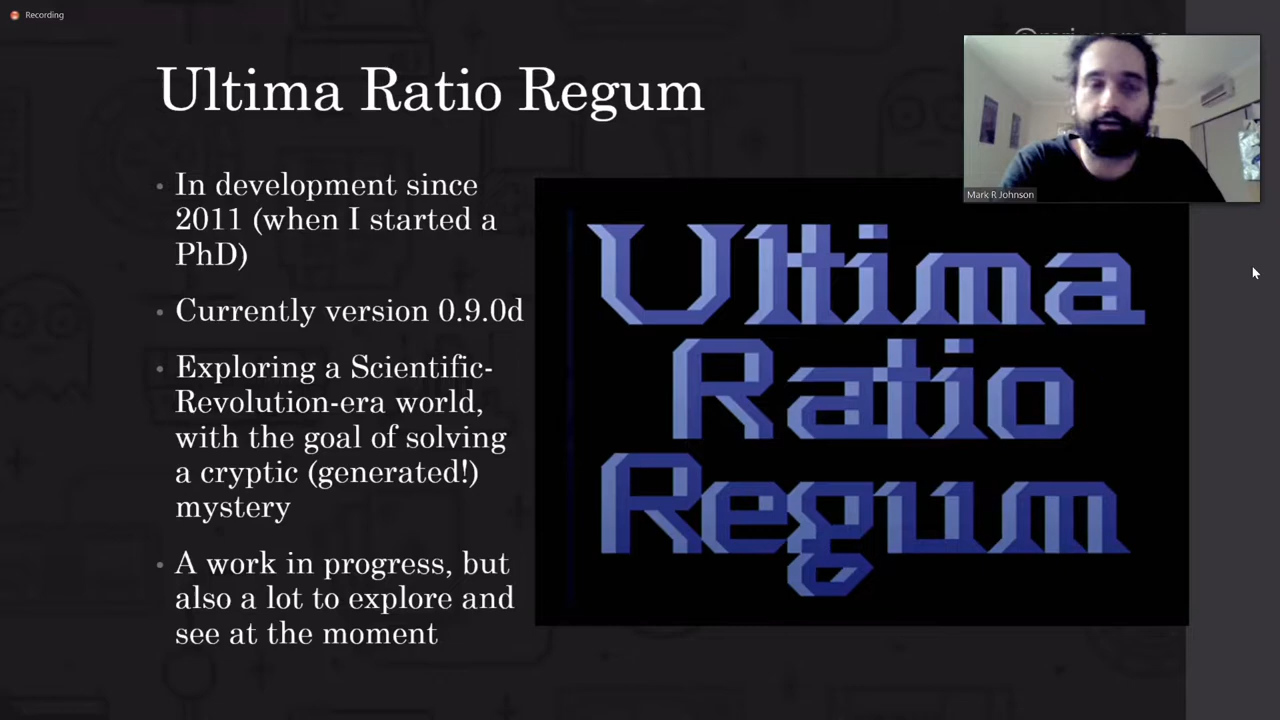 Recording
Ultima Ratio Regum
Mark R Johnson
• In development since
2011 (when I started a
PhD)
• Currently version 0.9.0d
• Exploring a Scientific-
Revolution-era world,
with the goal of solving
a cryptic (generated!)
mystery
• A work in progress, but
also a lot to explore and
see at the moment
Ultima
Ratio
Regum